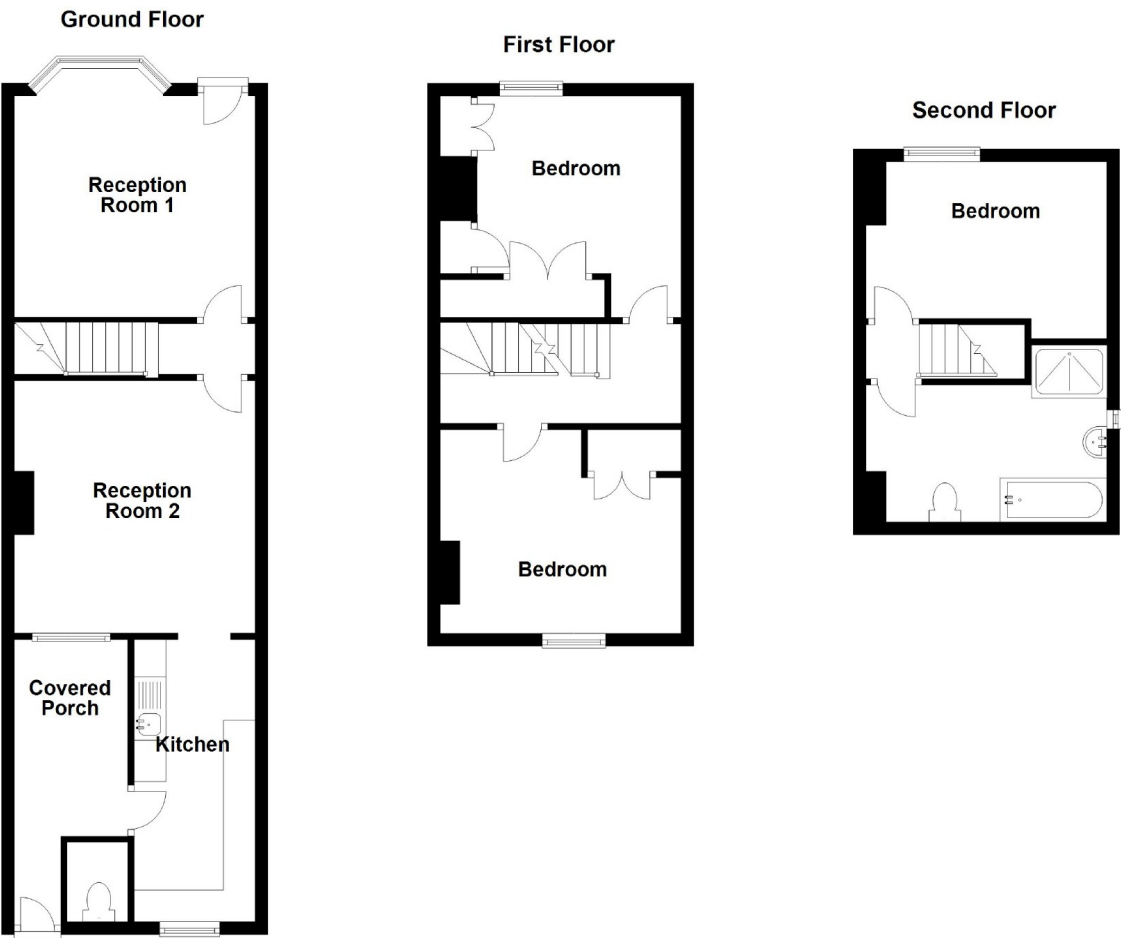 Ground Floor
Reception
Room 1
Reception
Room 2
Covered
Porch
Kitchen
First Floor
Bedroom
Bedroom
Second Floor
Bedroom